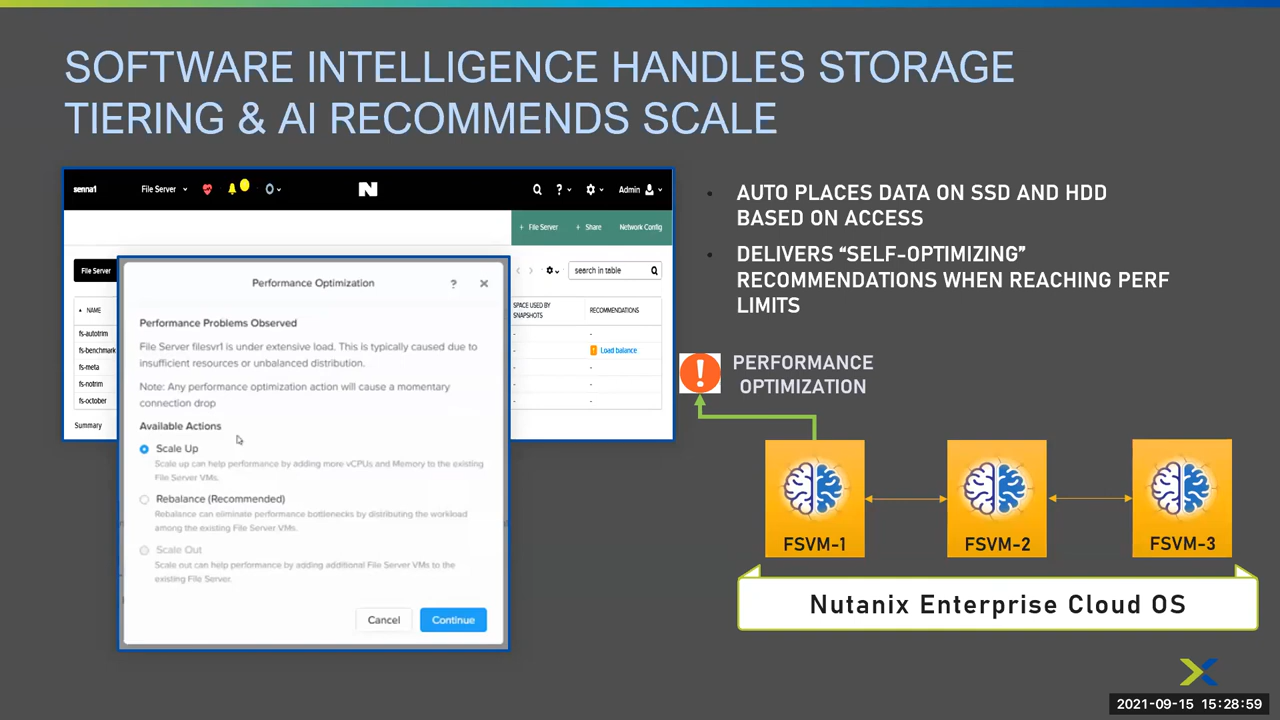 SOFTWARE INTELLIGENCE HANDLES STORAGE
TIERING & AI RECOMMENDS SCALE
senna1
File Server
Admin
+ File Server
+ Share
Network Config
File Server
search in table
NAME
SPACE USED BY
SNAPSHOTS
RECOMMENDATIONS
fs-autotrim
-
-
fs-benchmark
-
Load balance
fs-meta
-
-
fs-notrim
-
-
fs-october
-
-
Summary
Performance Optimization
?
Performance Problems Observed
File Server filesvr1 is under extensive load. This is typically caused due to
insufficient resources or unbalanced distribution.
Note: Any performance optimization action will cause a momentary
connection drop
Available Actions
Scale Up
Scale up can help performance by adding more vCPUs and Memory to the existing
File Server VMs.
Rebalance (Recommended)
Rebalance can eliminate performance bottlenecks by distributing the workload
among the existing File Server VMs.
Scale Out
Scale out can help performance by adding additional File Server VMs to the
existing File Server.
Cancel
Continue
• AUTO PLACES DATA ON SSD AND HDD
BASED ON ACCESS
• DELIVERS “SELF-OPTIMIZING”
RECOMMENDATIONS WHEN REACHING PERF
LIMITS
PERFORMANCE
OPTIMIZATION
FSVM-1
FSVM-2
FSVM-3
Nutanix Enterprise Cloud OS
2021-09-15 15:28:59